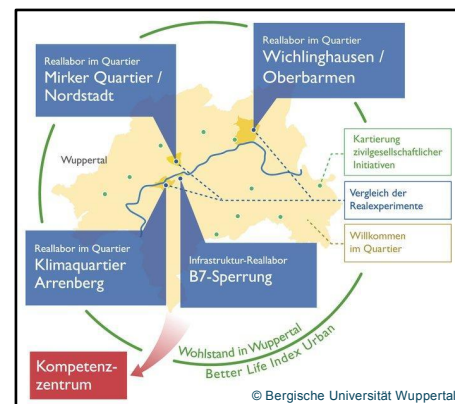 Reallabor im Quartier
Mirker Quartier /
Nordstadt
Reallabor im Quartier
Wichlinghausen /
Oberbarmen
Wuppertal
Kartierung
zivilgesellschaftlicher
Initiativen
Vergleich der
Realexperimente
Willkommen
im Quartier
Reallabor im Quartier
Klimaquartier
Arrenberg
Infrastruktur-Reallabor
B7-Sperrung
Kompetenz-
zentrum
Wohlstand in Wuppertal
Better Life Index Urban
© Bergische Universität Wuppertal